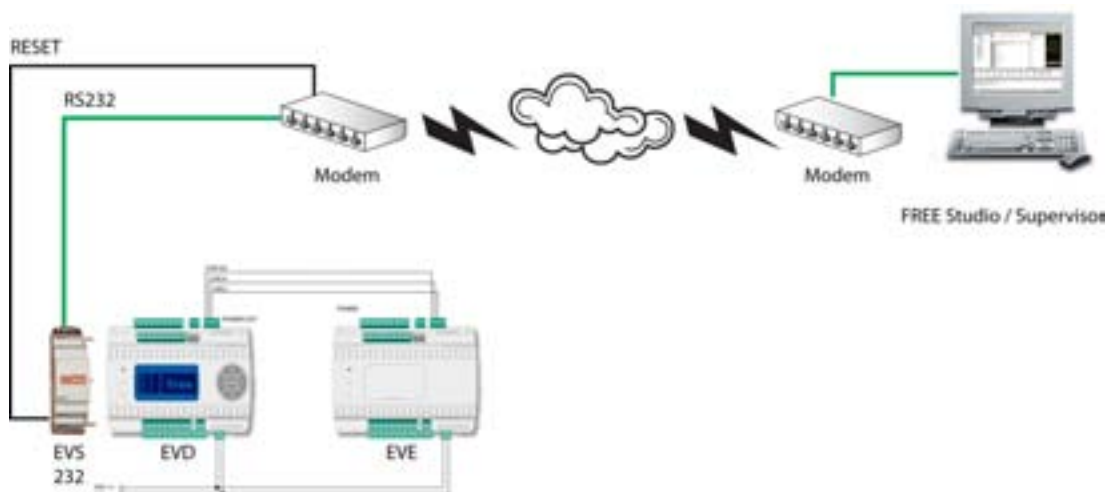 RESET
RS232
Modem
Modem
FREE Studio / Supervisor
EVS
232
EVD
EVE